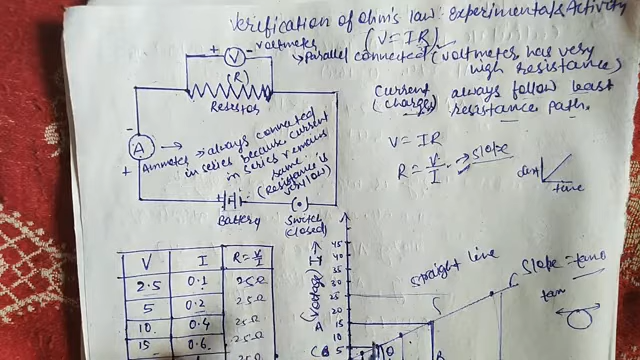 Verification of Ohm's law: Experimental Activity
(V=IR)
+ V - Voltmeter
→ Parallel connected (voltmeter has very
high resistance)
(R)
Resistor
Current
(charge) always follow least
resistance path.
-
A
+
Ammeter → always connected
in series because current
in series remains
same
(Resistance is
very low)
Battery
Switch
(closed)
V=IR
R = V/I → slope
dist
time
V I R=V/I
2.5 0.1 25Ω
5 0.2 25Ω
10 0.4 25Ω
15 0.6 25Ω
(Voltage) I →
45
40
35
30
25
20
15
10
5
A
B
straight line
Slope = tanθ
tan
θ